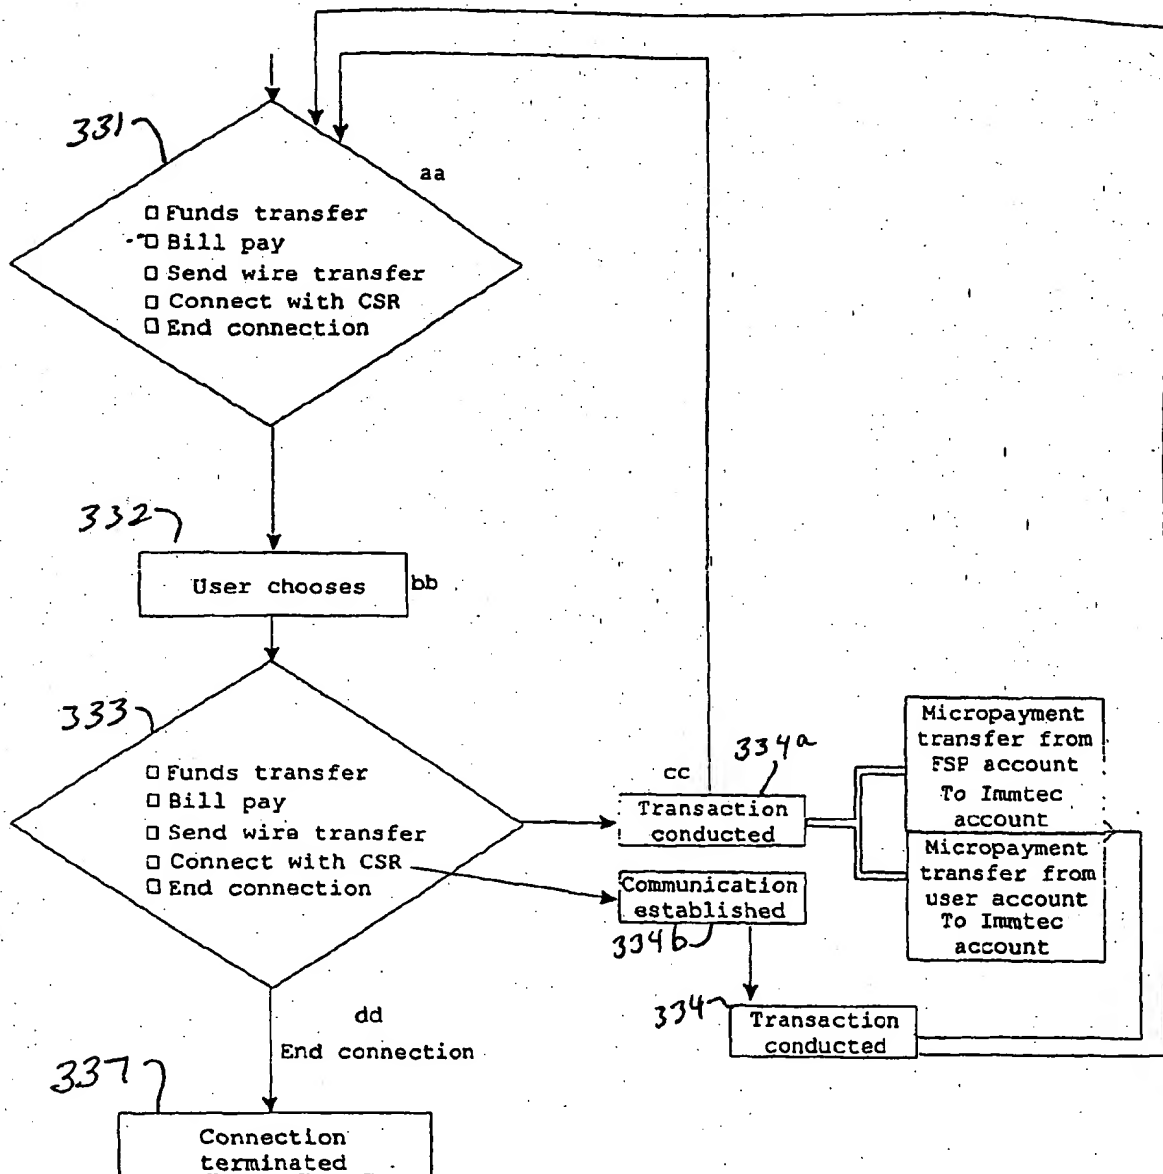 331
aa
Funds transfer
Bill pay
Send wire transfer
Connect with CSR
End connection
332
User chooses
bb
333
Funds transfer
Bill pay
Send wire transfer
Connect with CSR
End connection
cc
334a
Transaction
conducted
Micropayment
transfer from
FSP account
To Immtec
account
Micropayment
transfer from
user account
To Immtec
account
Communication
established
334b
334
Transaction
conducted
dd
End connection
337
Connection
terminated